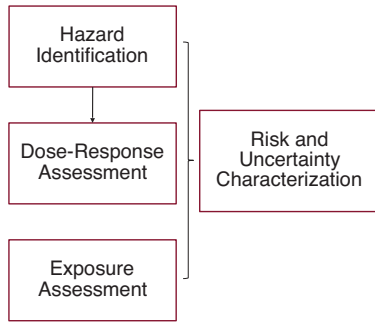 Hazard
Identification
Dose-Response
Assessment
Risk and
Uncertainty
Characterization
Exposure
Assessment